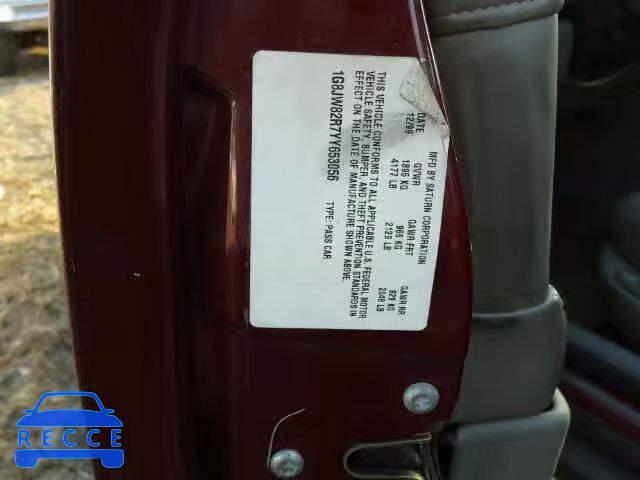 MFD BY SATURN CORPORATION
DATE GVWR GAWR FRT GAWR RR
12/99 1895 KG 966 KG 929 KG
4177 LB 2129 LB 2048 LB
THIS VEHICLE CONFORMS TO ALL APPLICABLE U.S. FEDERAL MOTOR
VEHICLE SAFETY, BUMPER, AND THEFT PREVENTION STANDARDS IN
EFFECT ON THE DATE OF MANUFACTURE SHOWN ABOVE.
1G8JW82R7YY653056 TYPE: PASS CAR
RECCE